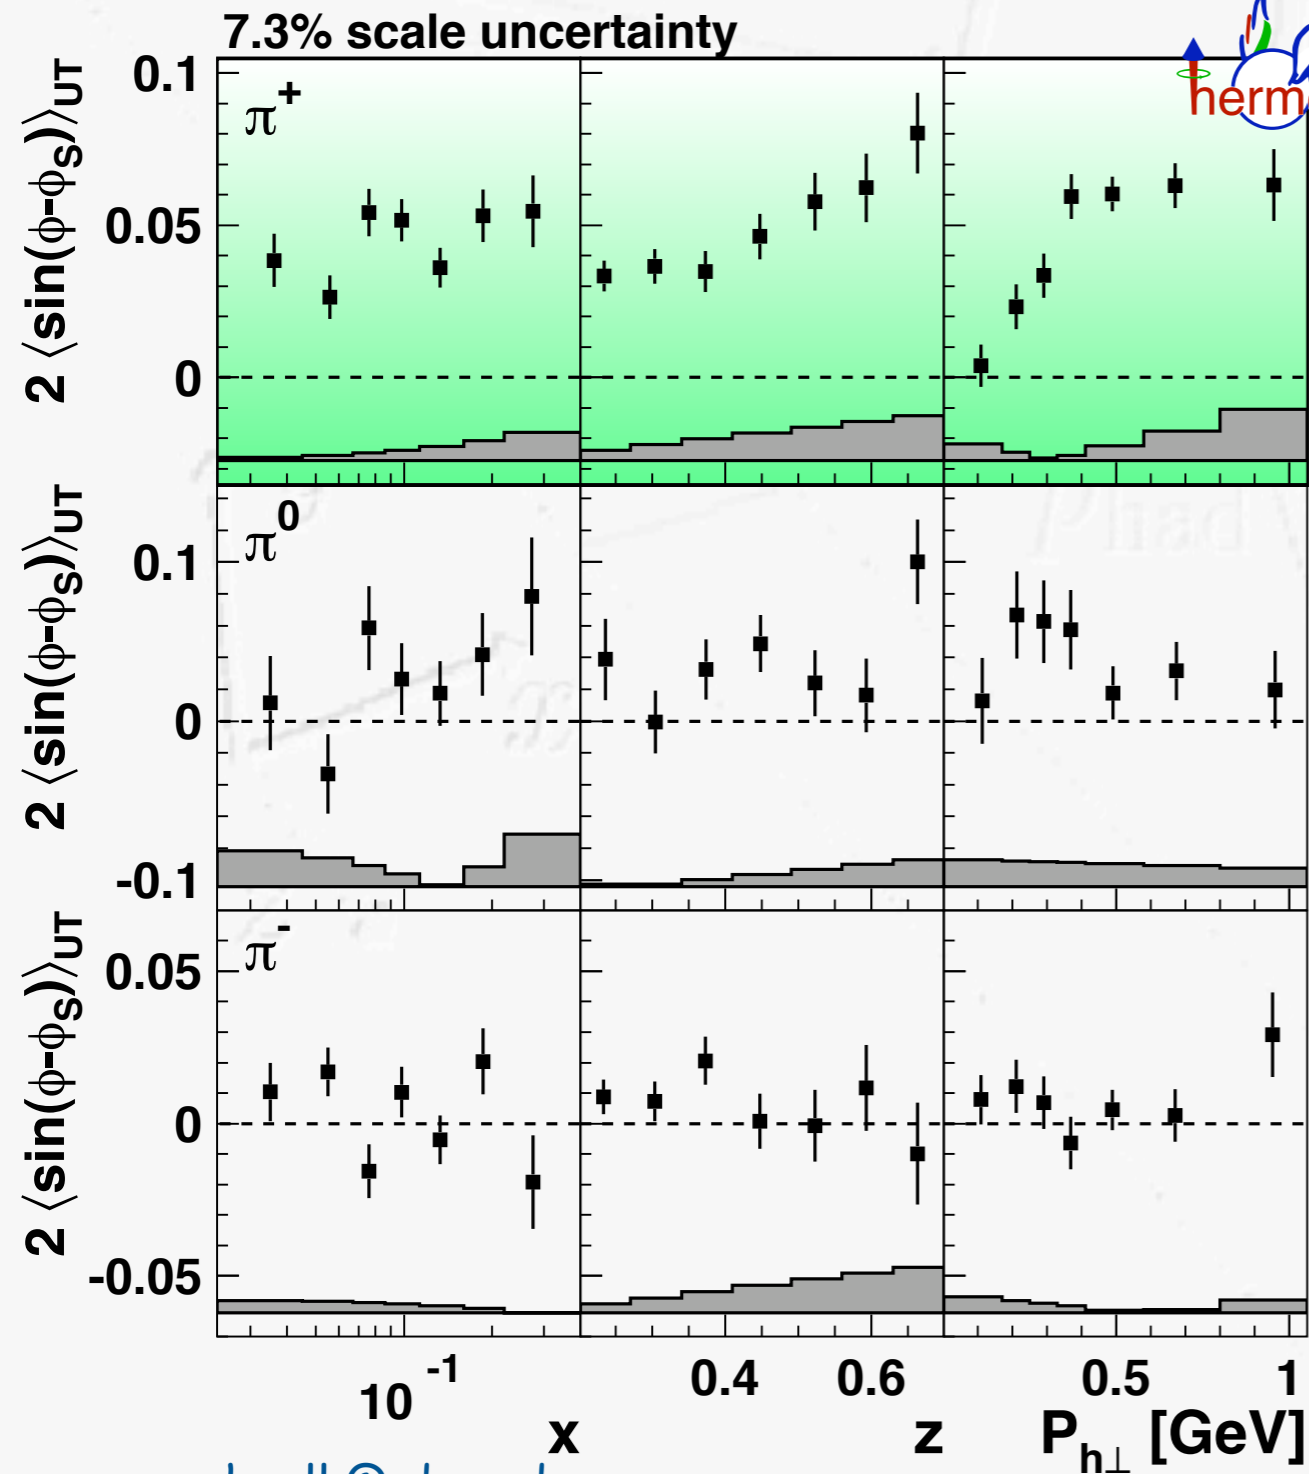 7.3% scale uncertainty
herm
2 ⟨sin(ϕ-ϕS)⟩UT
0.1
0.05
0
π+
2 ⟨sin(ϕ-ϕS)⟩UT
0.1
0
-0.1
π0
2 ⟨sin(ϕ-ϕS)⟩UT
0.05
0
-0.05
π-
10-1
0.4
0.6
0.5
1
x
z
Ph⊥ [GeV]